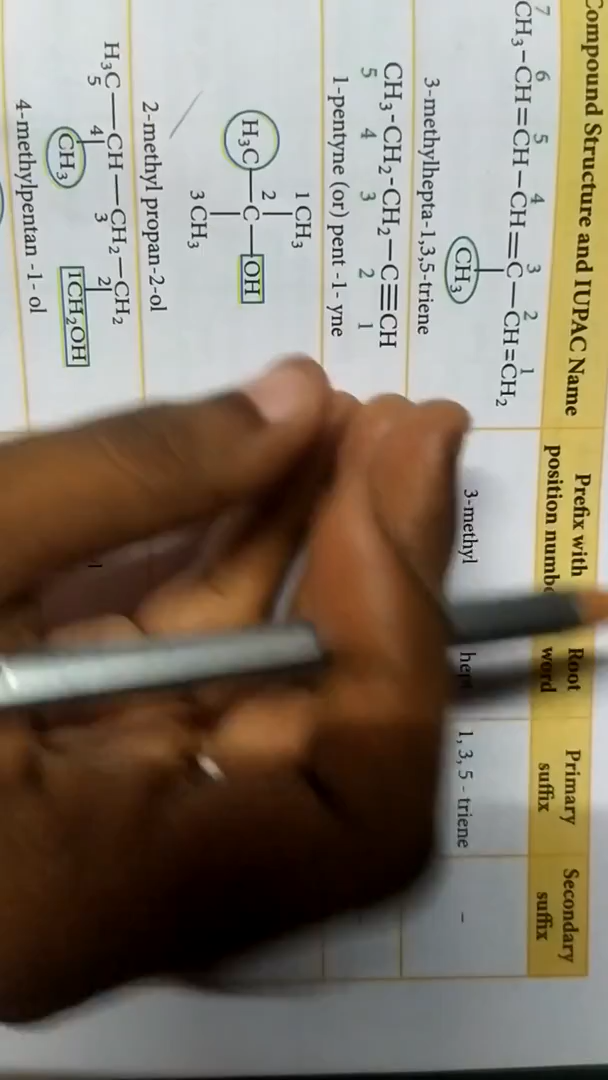 Compound Structure and IUPAC Name
Prefix with
position
Root
word
Primary
suffix
Secondary
suffix
7 6 5 4 3 2 1
CH₃-CH=CH-CH=C-CH=CH₂
CH₃
3-methylhepta-1,3,5-triene
3-methyl
1, 3, 5 - triene
-
CH₃-CH₂-CH₂-C≡CH
5 4 3 2 1
1-pentyne (or) pent -1- yne
1CH₃
2
H₃C-C-OH
3 CH₃
2-methyl propan-2-ol
H₃C-CH-CH₂-CH₂
5 4 3 2
CH₃ 1CH₂OH
4-methylpentan -1- ol